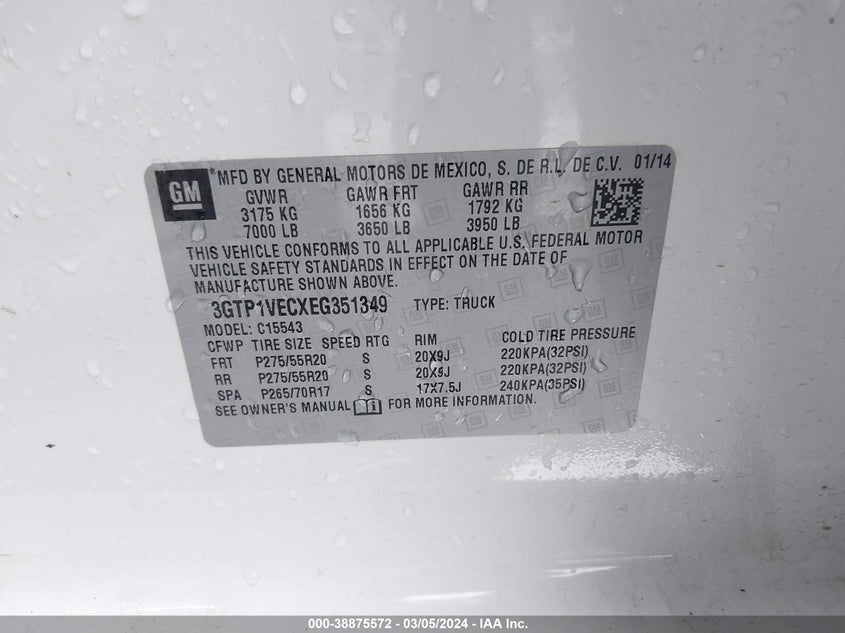 GM *MFD BY GENERAL MOTORS DE MEXICO, S. DE R.L. DE C.V. 01/14
GVWR GAWR FRT GAWR RR
3175 KG 1656 KG 1792 KG
7000 LB 3650 LB 3950 LB
THIS VEHICLE CONFORMS TO ALL APPLICABLE U.S. FEDERAL MOTOR
VEHICLE SAFETY STANDARDS IN EFFECT ON THE DATE OF
MANUFACTURE SHOWN ABOVE.
3GTP1VECXEG351349 TYPE: TRUCK
MODEL: C15543
CFWP TIRE SIZE SPEED RTG RIM COLD TIRE PRESSURE
FRT P275/55R20 S 20X9J 220KPA(32PSI)
RR P275/55R20 S 20X9J 220KPA(32PSI)
SPA P265/70R17 S 17X7.5J 240KPA(35PSI)
SEE OWNER'S MANUAL FOR MORE INFORMATION.
000-38875572 - 03/05/2024 - IAA Inc.